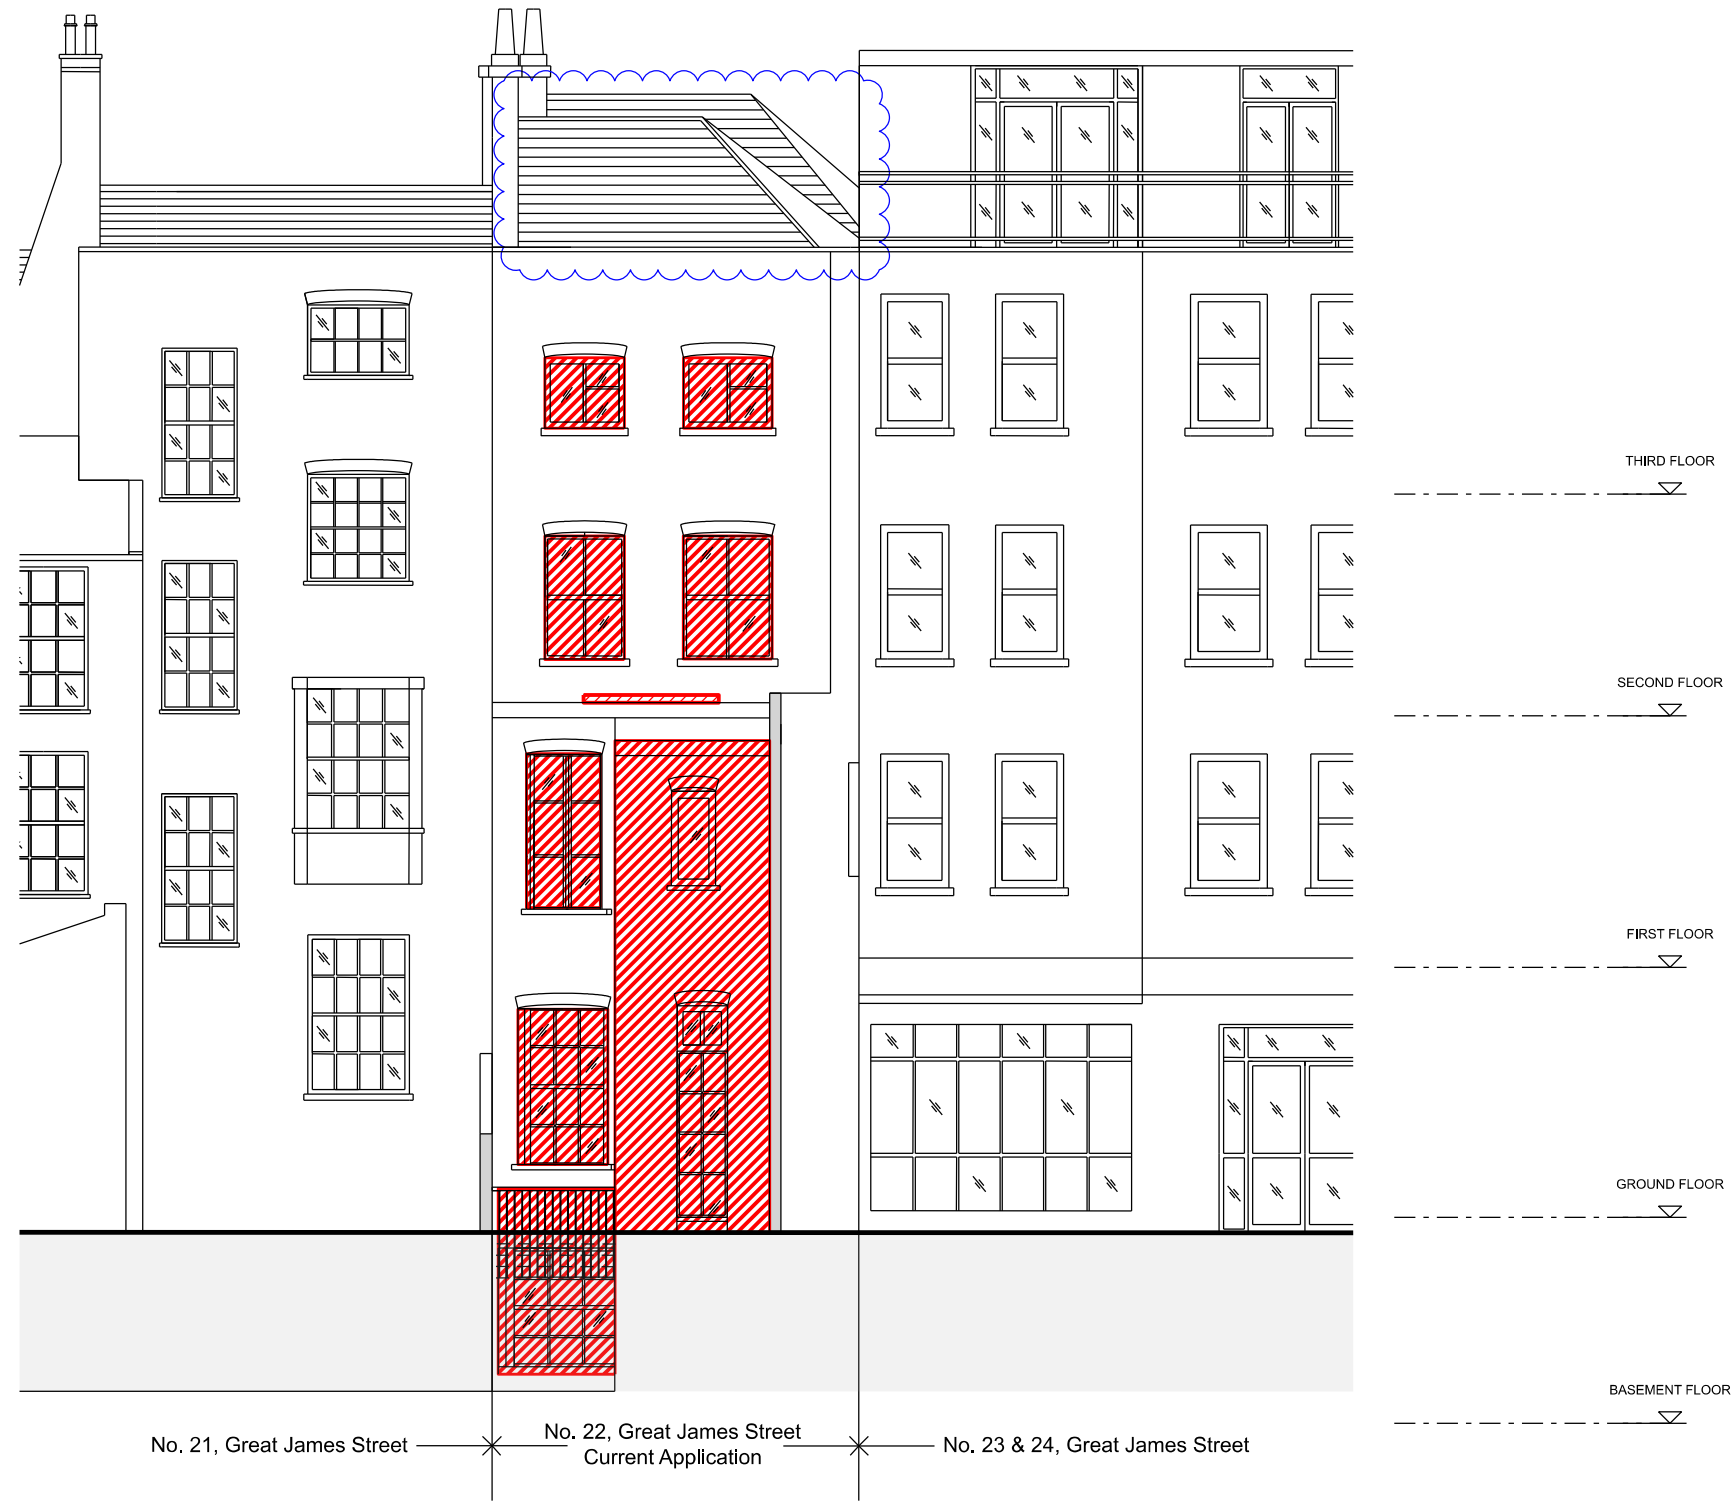 THIRD FLOOR
SECOND FLOOR
FIRST FLOOR
GROUND FLOOR
BASEMENT FLOOR
No. 21, Great James Street
No. 22, Great James Street
Current Application
No. 23 & 24, Great James Street